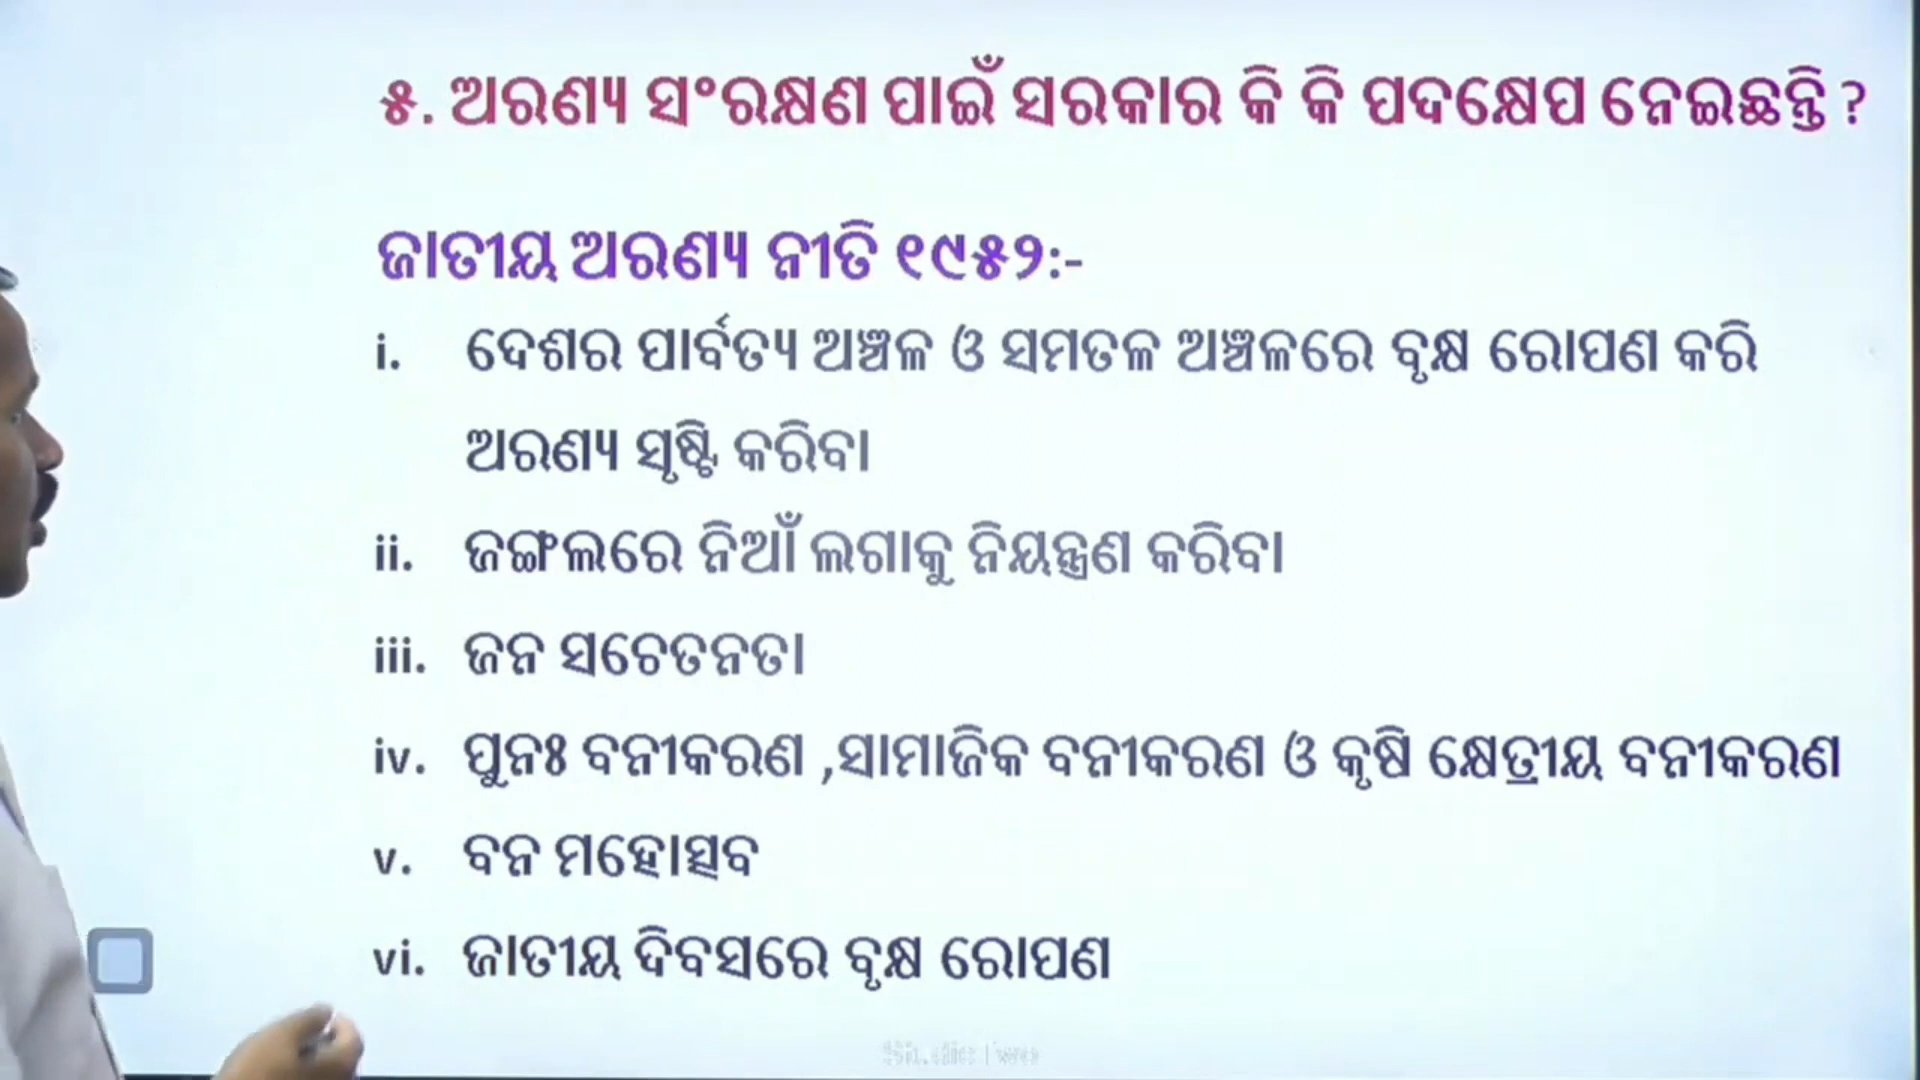 ୫. ଅରଣ୍ୟ ସଂରକ୍ଷଣ ପାଇଁ ସରକାର କି କି ପଦକ୍ଷେପ ନେଇଛନ୍ତି ?
ଜାତୀୟ ଅରଣ୍ୟ ନୀତି ୧୯୫୨:-
i. ଦେଶର ପାର୍ବତ୍ୟ ଅଞ୍ଚଳ ଓ ସମତଳ ଅଞ୍ଚଳରେ ବୃକ୍ଷ ରୋପଣ କରି
ଅରଣ୍ୟ ସୃଷ୍ଟି କରିବା
ii. ଜଙ୍ଗଲରେ ନିଆଁ ଲଗାକୁ ନିୟନ୍ତ୍ରଣ କରିବା
iii. ଜନ ସଚେତନତା
iv. ପୁନଃ ବନୀକରଣ ,ସାମାଜିକ ବନୀକରଣ ଓ କୃଷି କ୍ଷେତ୍ରୀୟ ବନୀକରଣ
v. ବନ ମହୋତ୍ସବ
vi. ଜାତୀୟ ଦିବସରେ ବୃକ୍ଷ ରୋପଣ